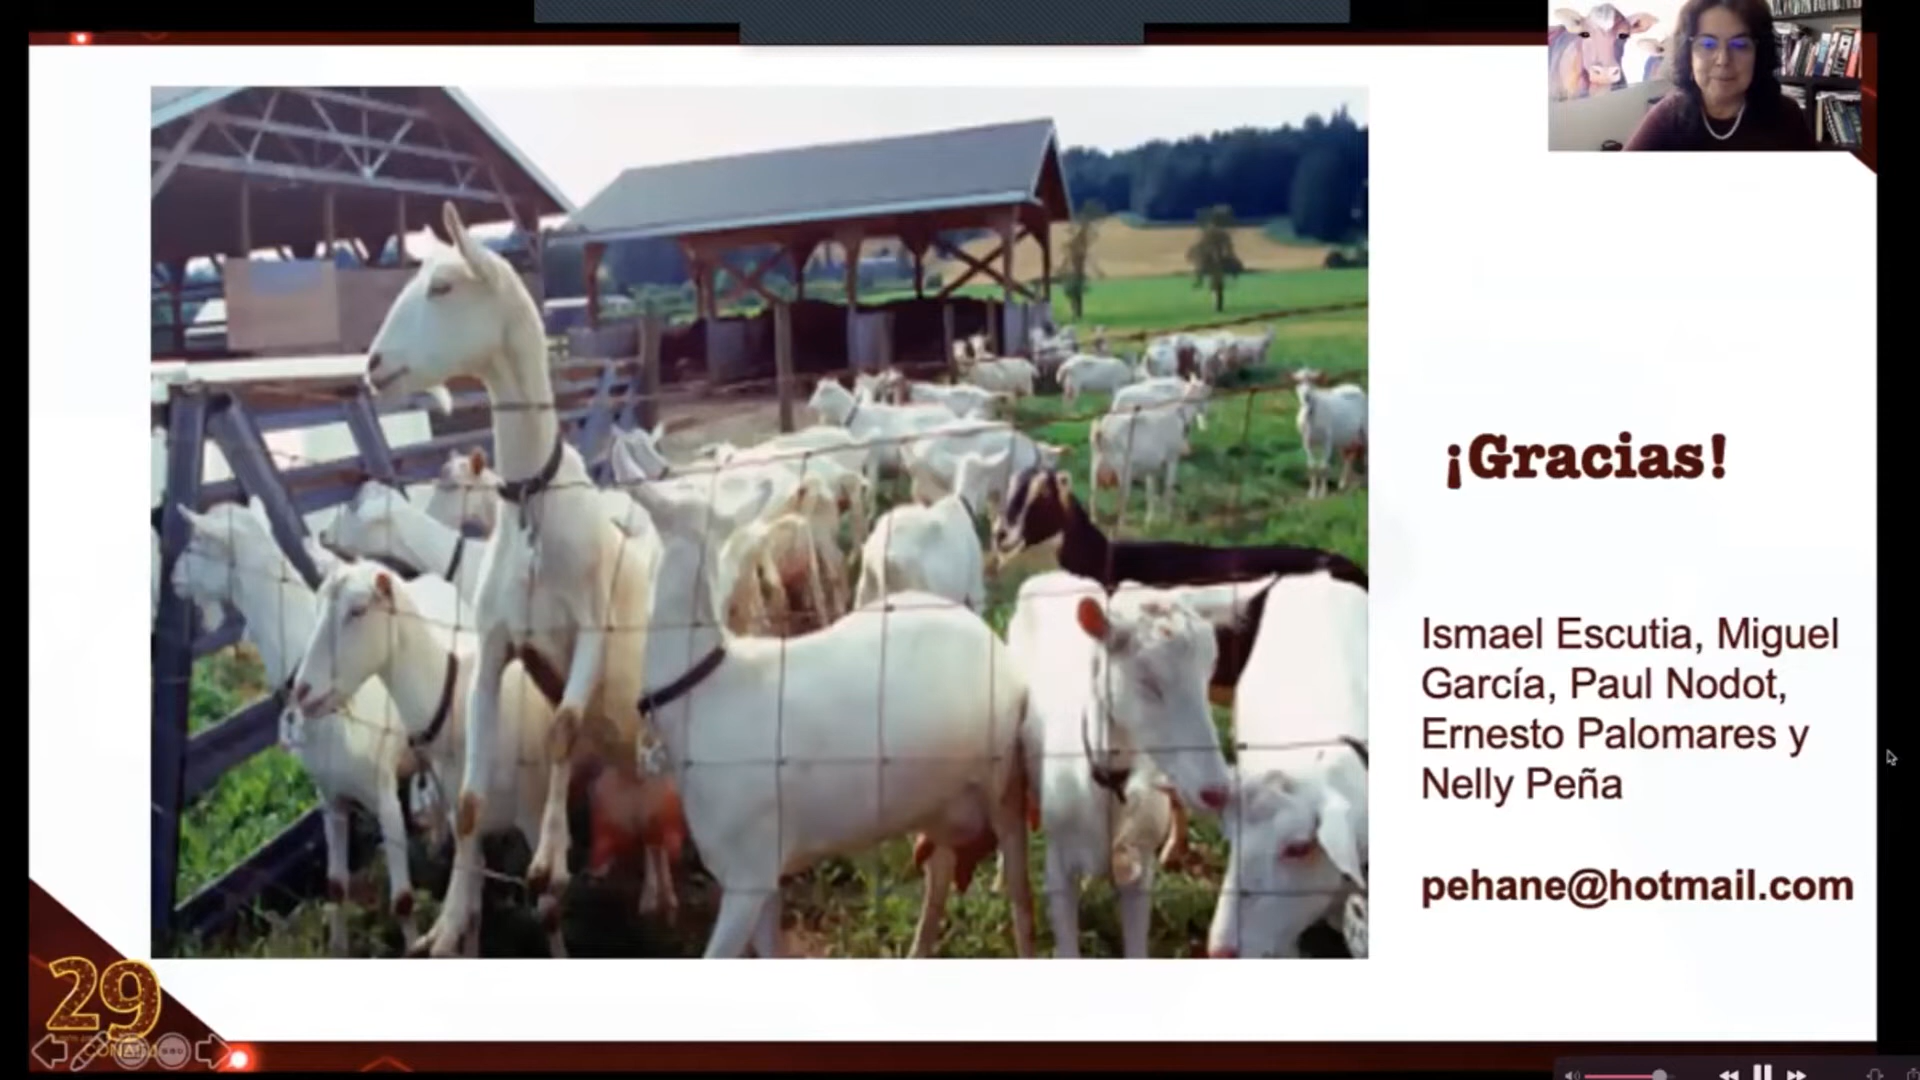 ¡Gracias!
Ismael Escutia, Miguel
García, Paul Nodot,
Ernesto Palomares y
Nelly Peña
pehane@hotmail.com
29